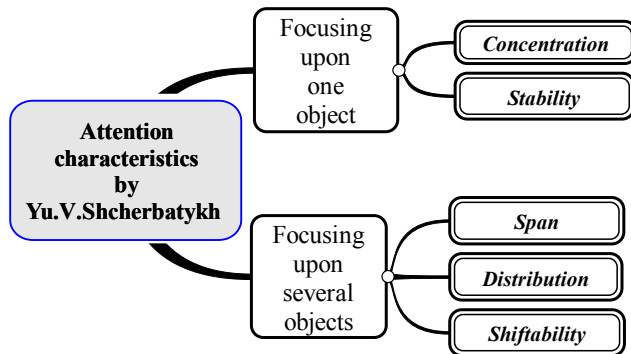 Attention
characteristics
by
Yu.V.Shcherbatykh
Focusing
upon
one
object
Concentration
Stability
Focusing
upon
several
objects
Span
Distribution
Shiftability